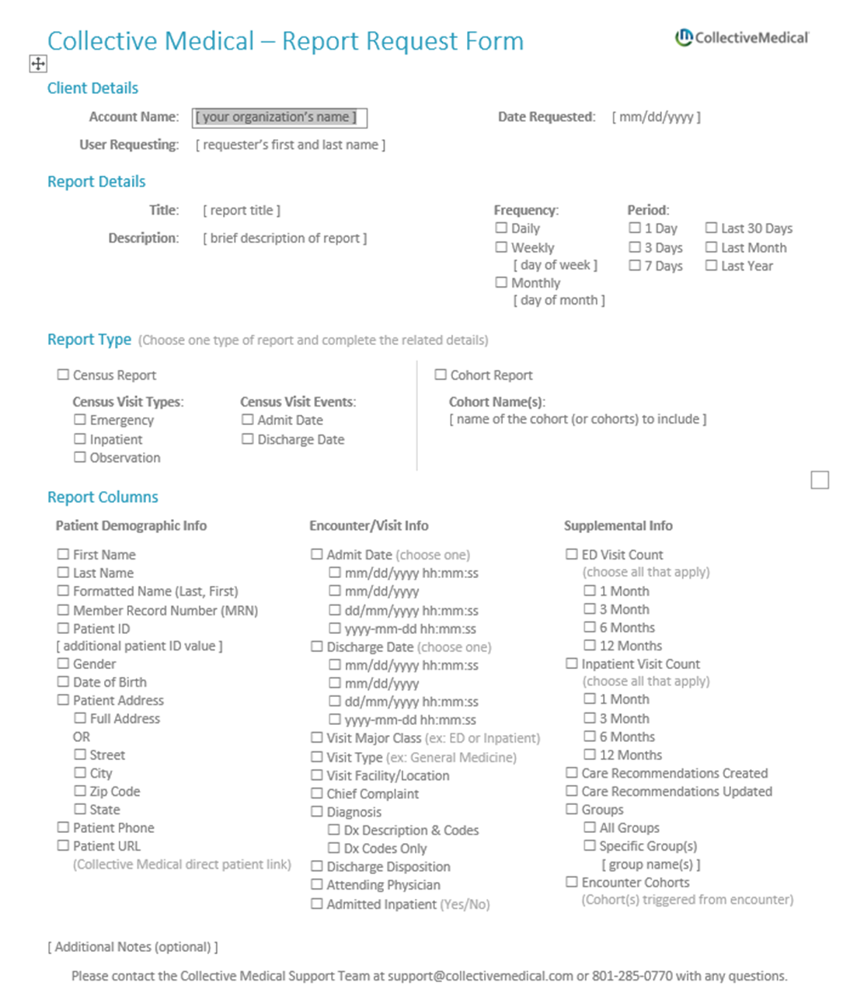 Collective Medical – Report Request Form
CollectiveMedical
Client Details
Account Name: [ your organization's name ]
Date Requested: [ mm/dd/yyyy ]
User Requesting: [ requester's first and last name ]
Report Details
Title: [ report title ]
Description: [ brief description of report ]
Frequency:
☐ Daily
☐ Weekly
[ day of week ]
☐ Monthly
[ day of month ]
Period:
☐ 1 Day
☐ 3 Days
☐ 7 Days
☐ Last 30 Days
☐ Last Month
☐ Last Year
Report Type (Choose one type of report and complete the related details)
☐ Census Report
Census Visit Types:
☐ Emergency
☐ Inpatient
☐ Observation
Census Visit Events:
☐ Admit Date
☐ Discharge Date
☐ Cohort Report
Cohort Name(s):
[ name of the cohort (or cohorts) to include ]
Report Columns
Patient Demographic Info
☐ First Name
☐ Last Name
☐ Formatted Name (Last, First)
☐ Member Record Number (MRN)
☐ Patient ID
[ additional patient ID value ]
☐ Gender
☐ Date of Birth
☐ Patient Address
☐ Full Address
OR
☐ Street
☐ City
☐ Zip Code
☐ State
☐ Patient Phone
☐ Patient URL
(Collective Medical direct patient link)
Encounter/Visit Info
☐ Admit Date (choose one)
☐ mm/dd/yyyy hh:mm:ss
☐ mm/dd/yyyy
☐ dd/mm/yyyy hh:mm:ss
☐ yyyy-mm-dd hh:mm:ss
☐ Discharge Date (choose one)
☐ mm/dd/yyyy hh:mm:ss
☐ mm/dd/yyyy
☐ dd/mm/yyyy hh:mm:ss
☐ yyyy-mm-dd hh:mm:ss
☐ Visit Major Class (ex: ED or Inpatient)
☐ Visit Type (ex: General Medicine)
☐ Visit Facility/Location
☐ Chief Complaint
☐ Diagnosis
☐ Dx Description & Codes
☐ Dx Codes Only
☐ Discharge Disposition
☐ Attending Physician
☐ Admitted Inpatient (Yes/No)
Supplemental Info
☐ ED Visit Count
(choose all that apply)
☐ 1 Month
☐ 3 Month
☐ 6 Months
☐ 12 Months
☐ Inpatient Visit Count
(choose all that apply)
☐ 1 Month
☐ 3 Month
☐ 6 Months
☐ 12 Months
☐ Care Recommendations Created
☐ Care Recommendations Updated
☐ Groups
☐ All Groups
☐ Specific Group(s)
[ group name(s) ]
☐ Encounter Cohorts
(Cohort(s) triggered from encounter)
[ Additional Notes (optional) ]
Please contact the Collective Medical Support Team at support@collectivemedical.com or 801-285-0770 with any questions.